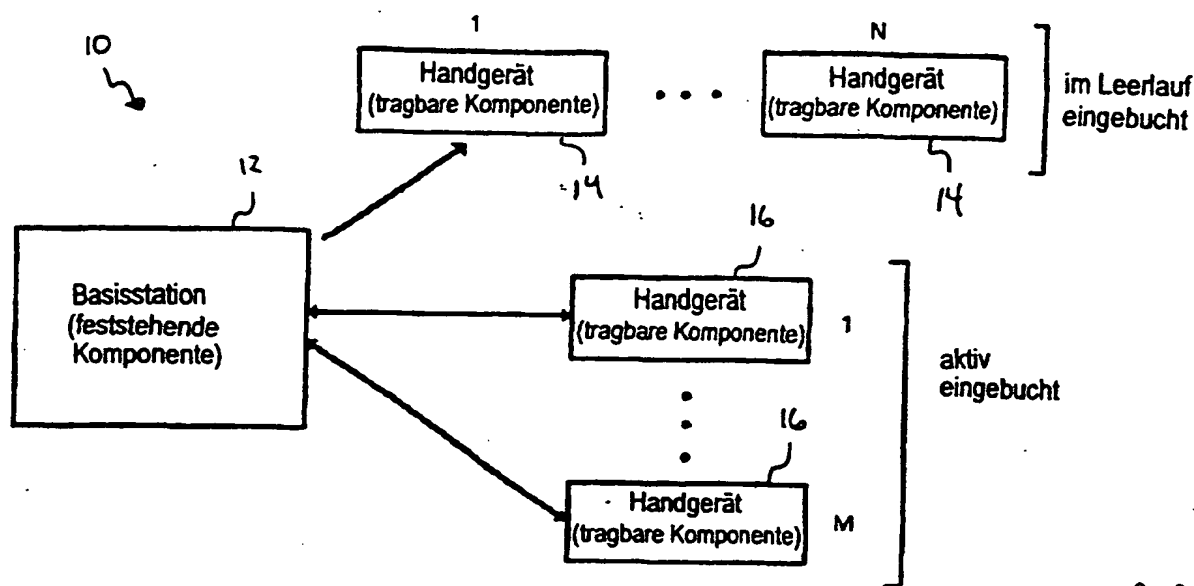 10
1
N
Handgerät
(tragbare Komponente)
Handgerät
(tragbare Komponente)
im Leerlauf
eingebucht
12
14
14
16
Basisstation
(feststehende
Komponente)
Handgerät
(tragbare Komponente)
1
aktiv
eingebucht
16
Handgerät
(tragbare Komponente)
M